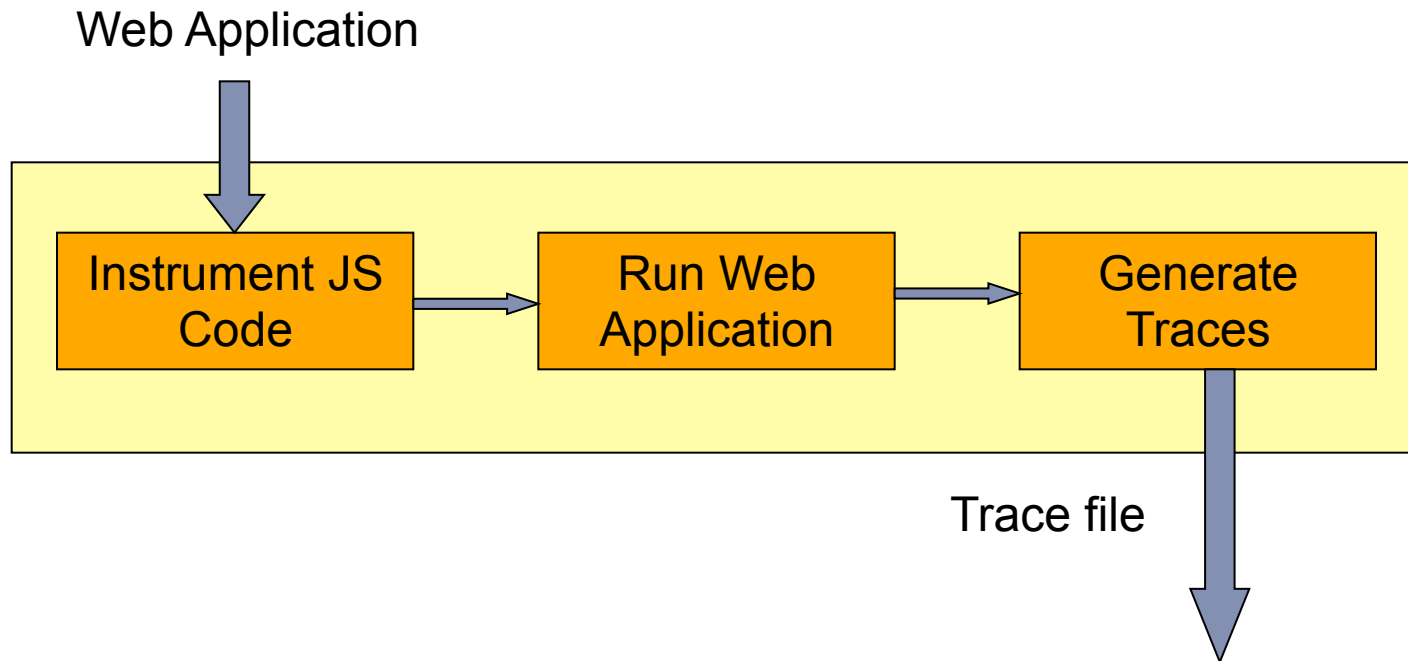 Web Application
Instrument JS
Code
Run Web
Application
Generate
Traces
Trace file